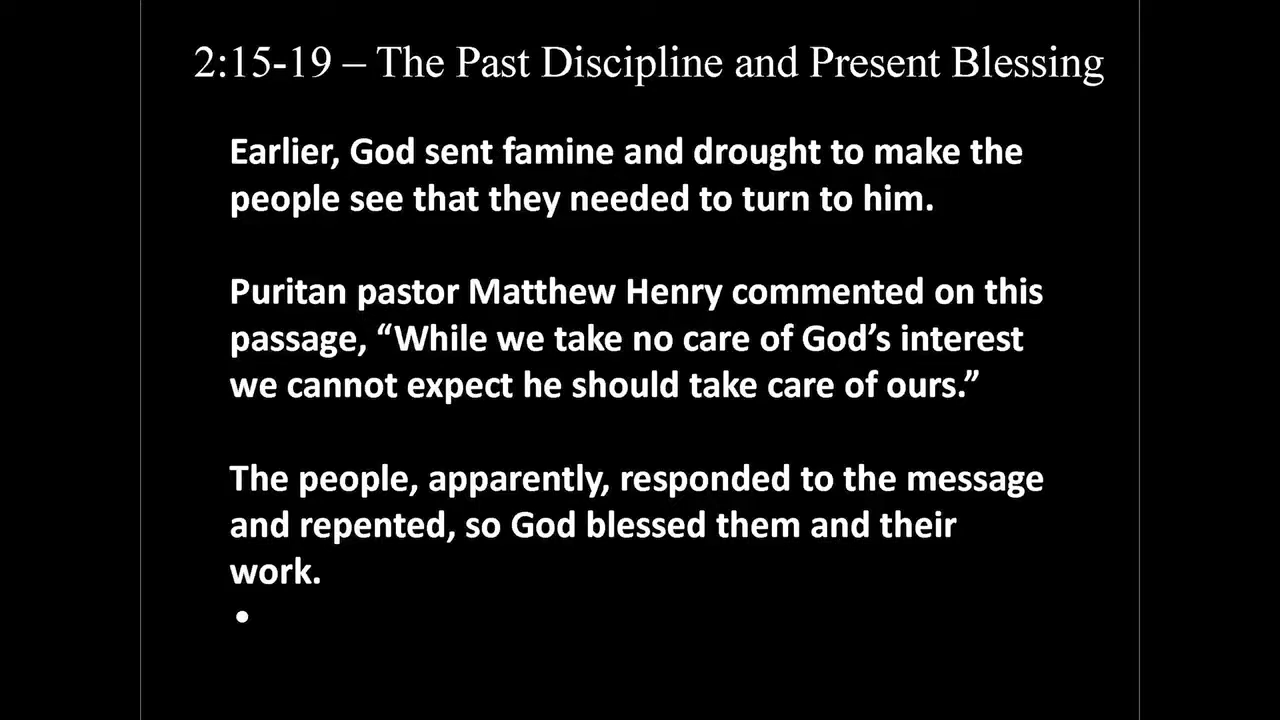 2:15-19 – The Past Discipline and Present Blessing
Earlier, God sent famine and drought to make the
people see that they needed to turn to him.
Puritan pastor Matthew Henry commented on this
passage, “While we take no care of God’s interest
we cannot expect he should take care of ours.”
The people, apparently, responded to the message
and repented, so God blessed them and their
work.
•